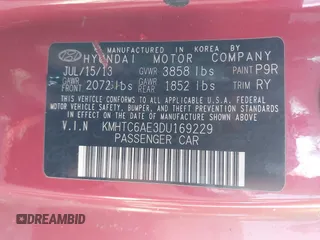 MANUFACTURED IN KOREA BY
HYUNDAI MOTOR COMPANY
JUL/15/13 GVWR 3858 lbs PAINT P9R
GAWR FRONT 2072 lbs GAWR REAR 1852 lbs TRIM RY
THIS VEHICLE CONFORMS TO ALL APPLICABLE FEDERAL MOTOR
VEHICLE SAFETY, BUMPER, AND THEFT PREVENTION STANDARDS
IN EFFECT ON THE DATE OF MANUFACTURE SHOWN ABOVE.
V.I.N KMHTC6AE3DU169229
PASSENGER CAR
DREAMBID